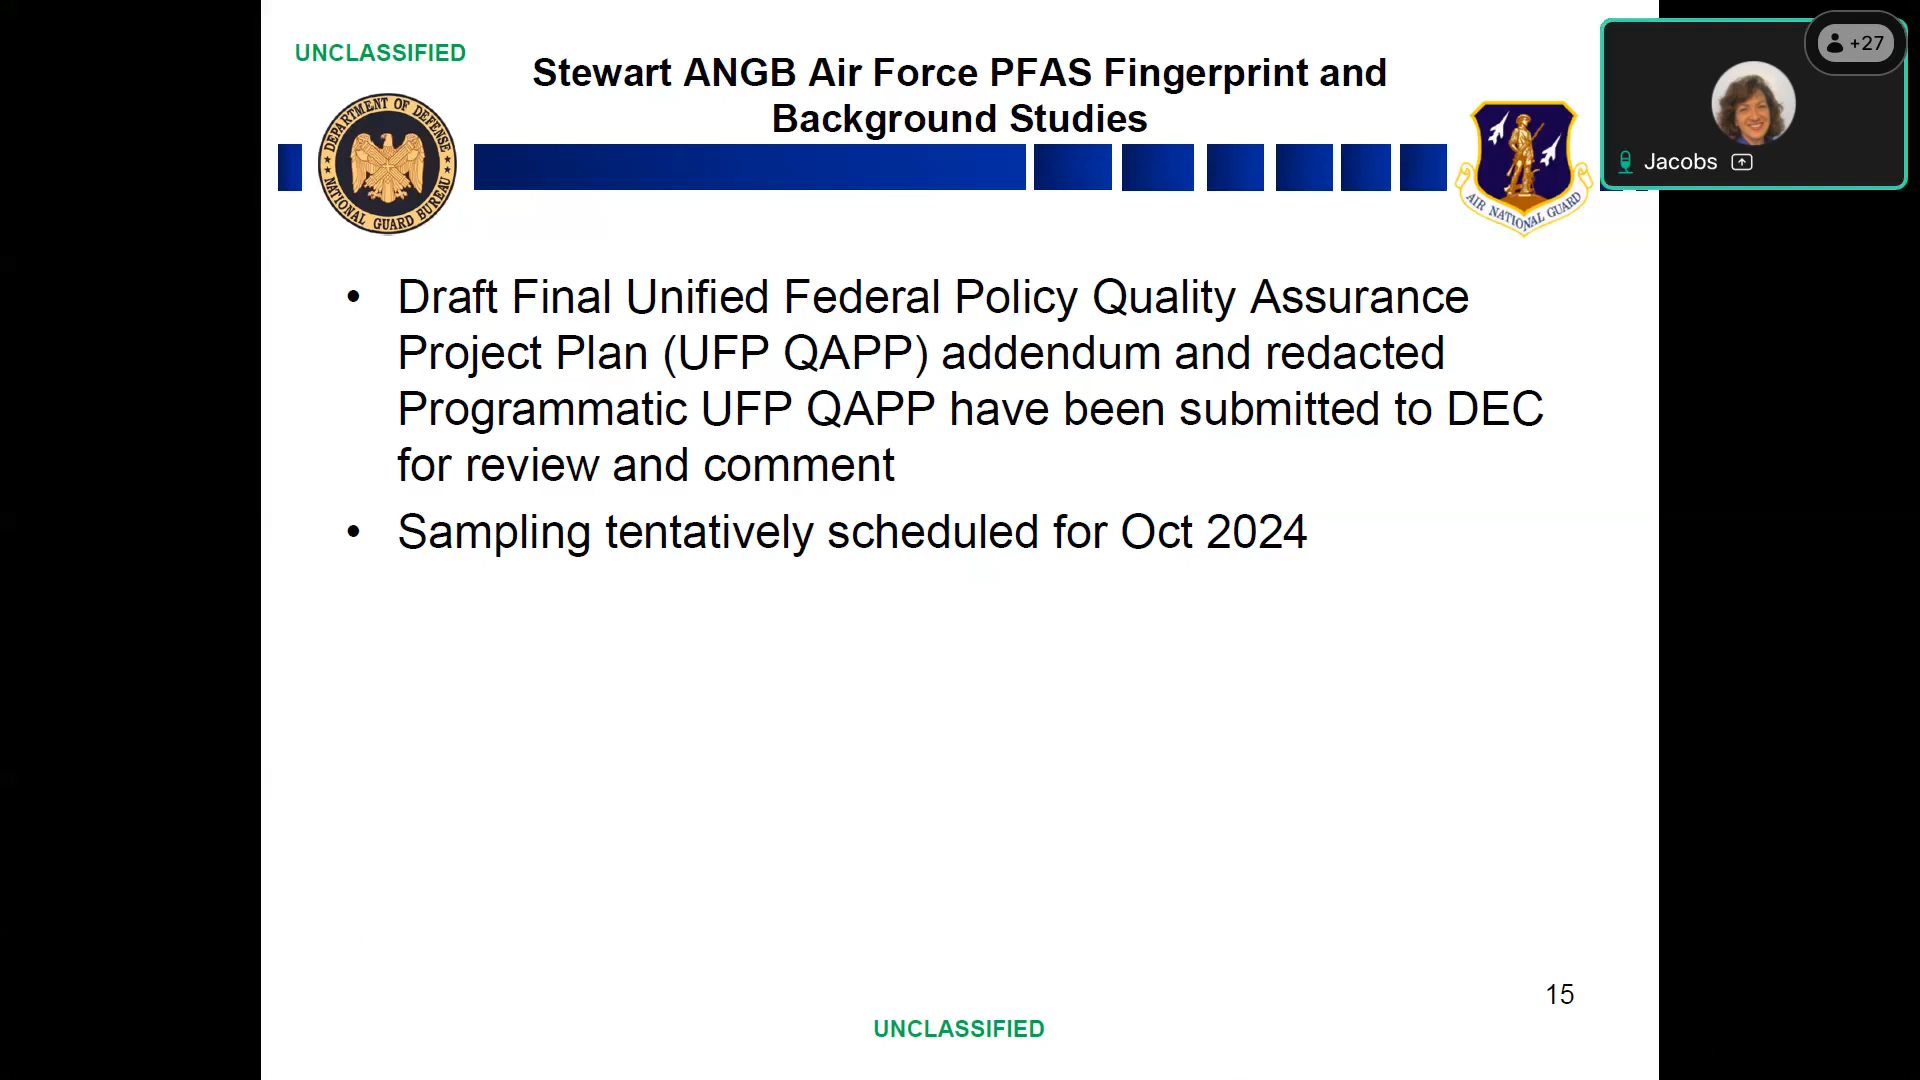 UNCLASSIFIED
Stewart ANGB Air Force PFAS Fingerprint and
Background Studies
DEPARTMENT OF DEFENSE
NATIONAL GUARD BUREAU
AIR NATIONAL GUARD
+27
Jacobs
• Draft Final Unified Federal Policy Quality Assurance
Project Plan (UFP QAPP) addendum and redacted
Programmatic UFP QAPP have been submitted to DEC
for review and comment
• Sampling tentatively scheduled for Oct 2024
15
UNCLASSIFIED